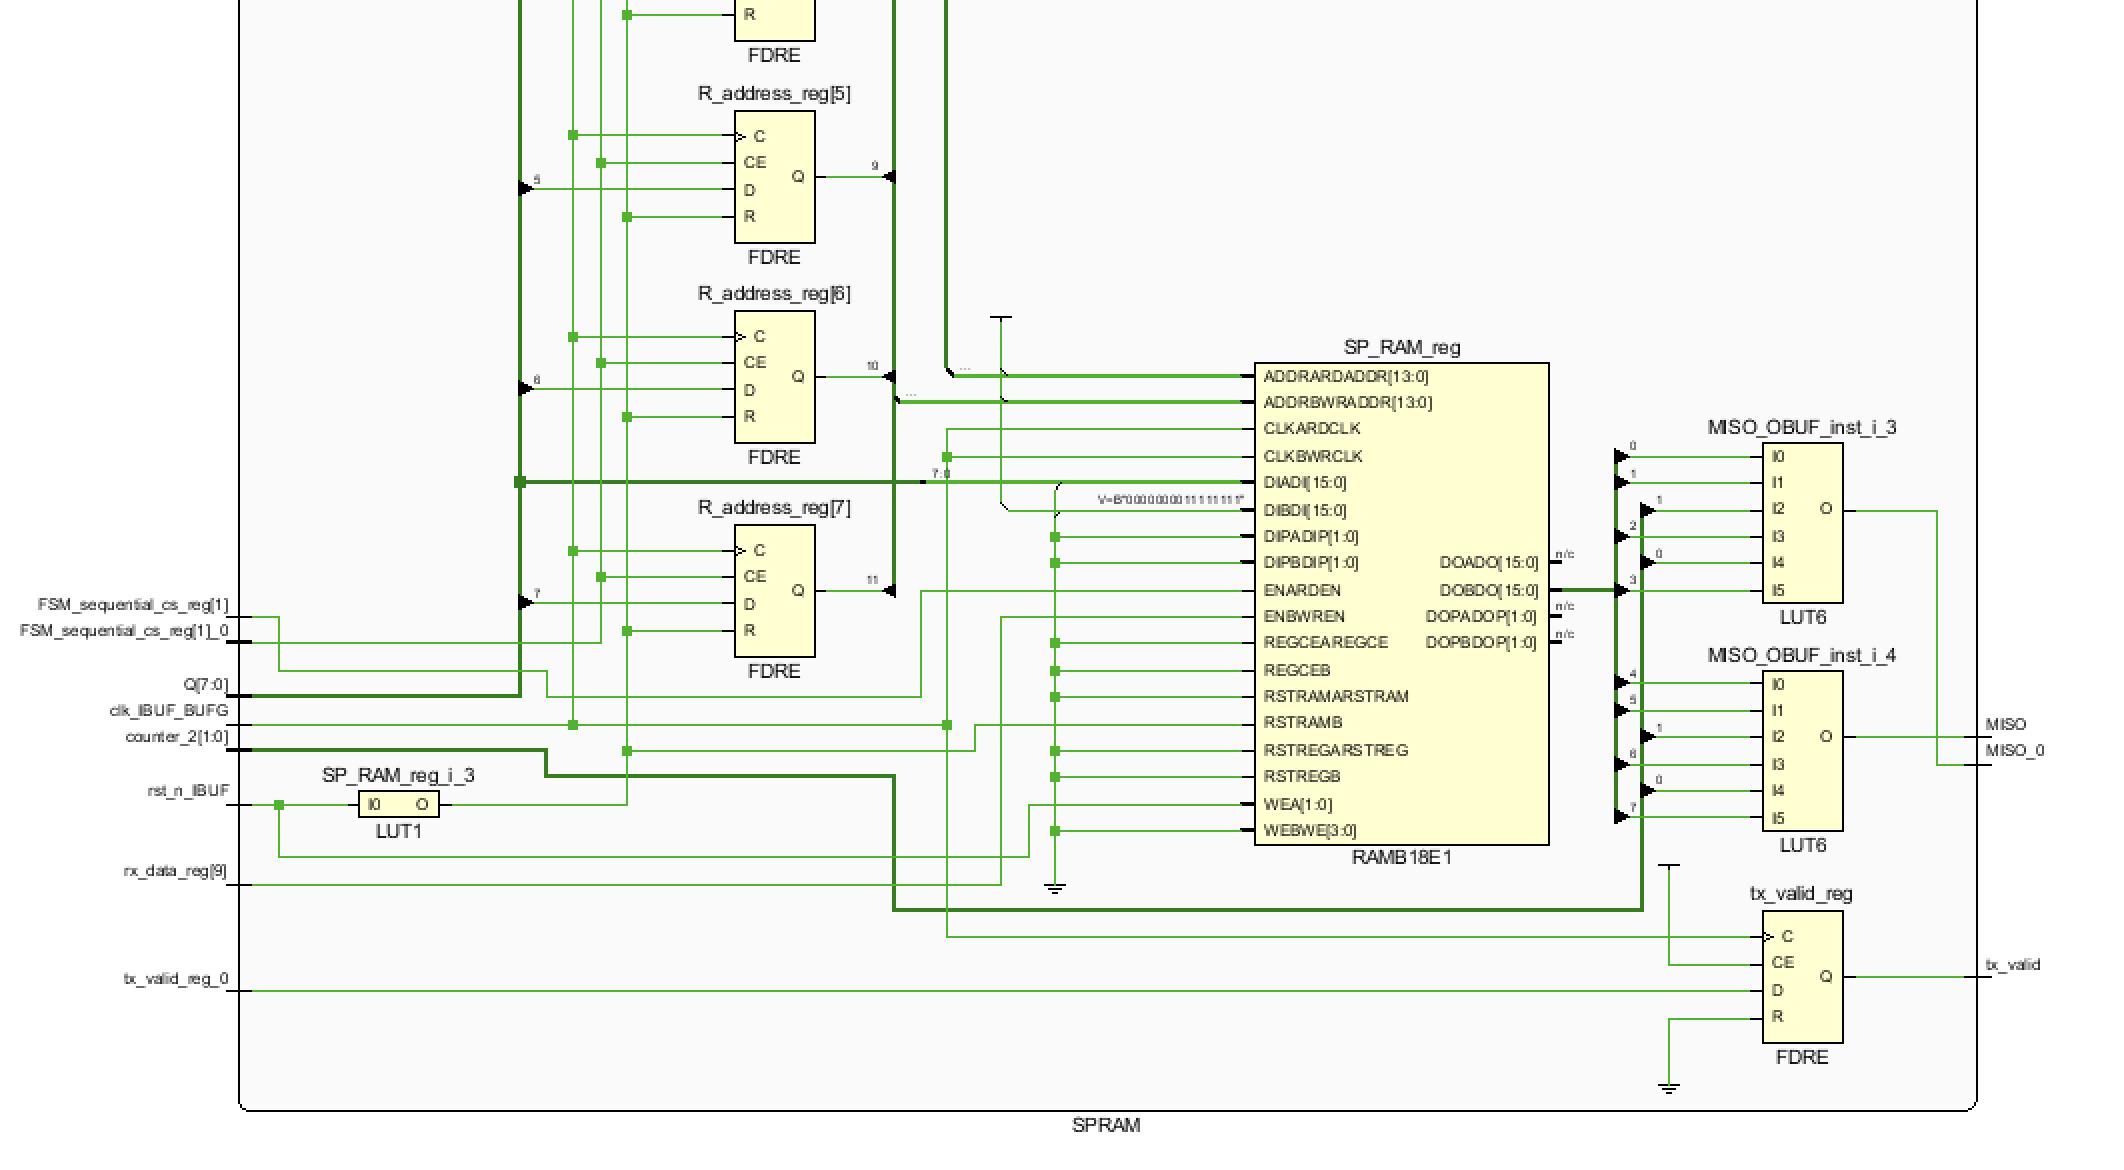 R
FDRE
R_address_reg[5]
C
CE
D
R
Q
5
9
FDRE
R_address_reg[6]
C
CE
D
R
Q
6
10
FDRE
R_address_reg[7]
C
CE
D
R
Q
7
11
FDRE
FSM_sequential_cs_reg[1]
FSM_sequential_cs_reg[1]_0
Q[7:0]
clk_IBUF_BUFG
counter_2[1:0]
rst_n_IBUF
rx_data_reg[9]
tx_valid_reg_0
SP_RAM_reg_i_3
I0 O
LUT1
...
...
7:0
V=B"0000000011111111"
SP_RAM_reg
ADDRARDADDR[13:0]
ADDRBWRADDR[13:0]
CLKARDCLK
CLKBWRCLK
DIADI[15:0]
DIBDI[15:0]
DIPADIP[1:0]
DIPBDIP[1:0]
ENARDEN
ENBWREN
REGCEAREGCE
REGCEB
RSTRAMARSTRAM
RSTRAMB
RSTREGARSTREG
RSTREGB
WEA[1:0]
WEBWE[3:0]
DOADO[15:0] n/c
DOBDO[15:0]
DOPADOP[1:0] n/c
DOPBDOP[1:0] n/c
RAMB18E1
MISO_OBUF_inst_i_3
0 I0
1 I1
1 I2
2 I3
0 I4
3 I5
O
LUT6
MISO_OBUF_inst_i_4
4 I0
5 I1
1 I2
6 I3
0 I4
7 I5
O
LUT6
tx_valid_reg
C
CE
D
R
Q
FDRE
MISO
MISO_0
tx_valid
SPRAM